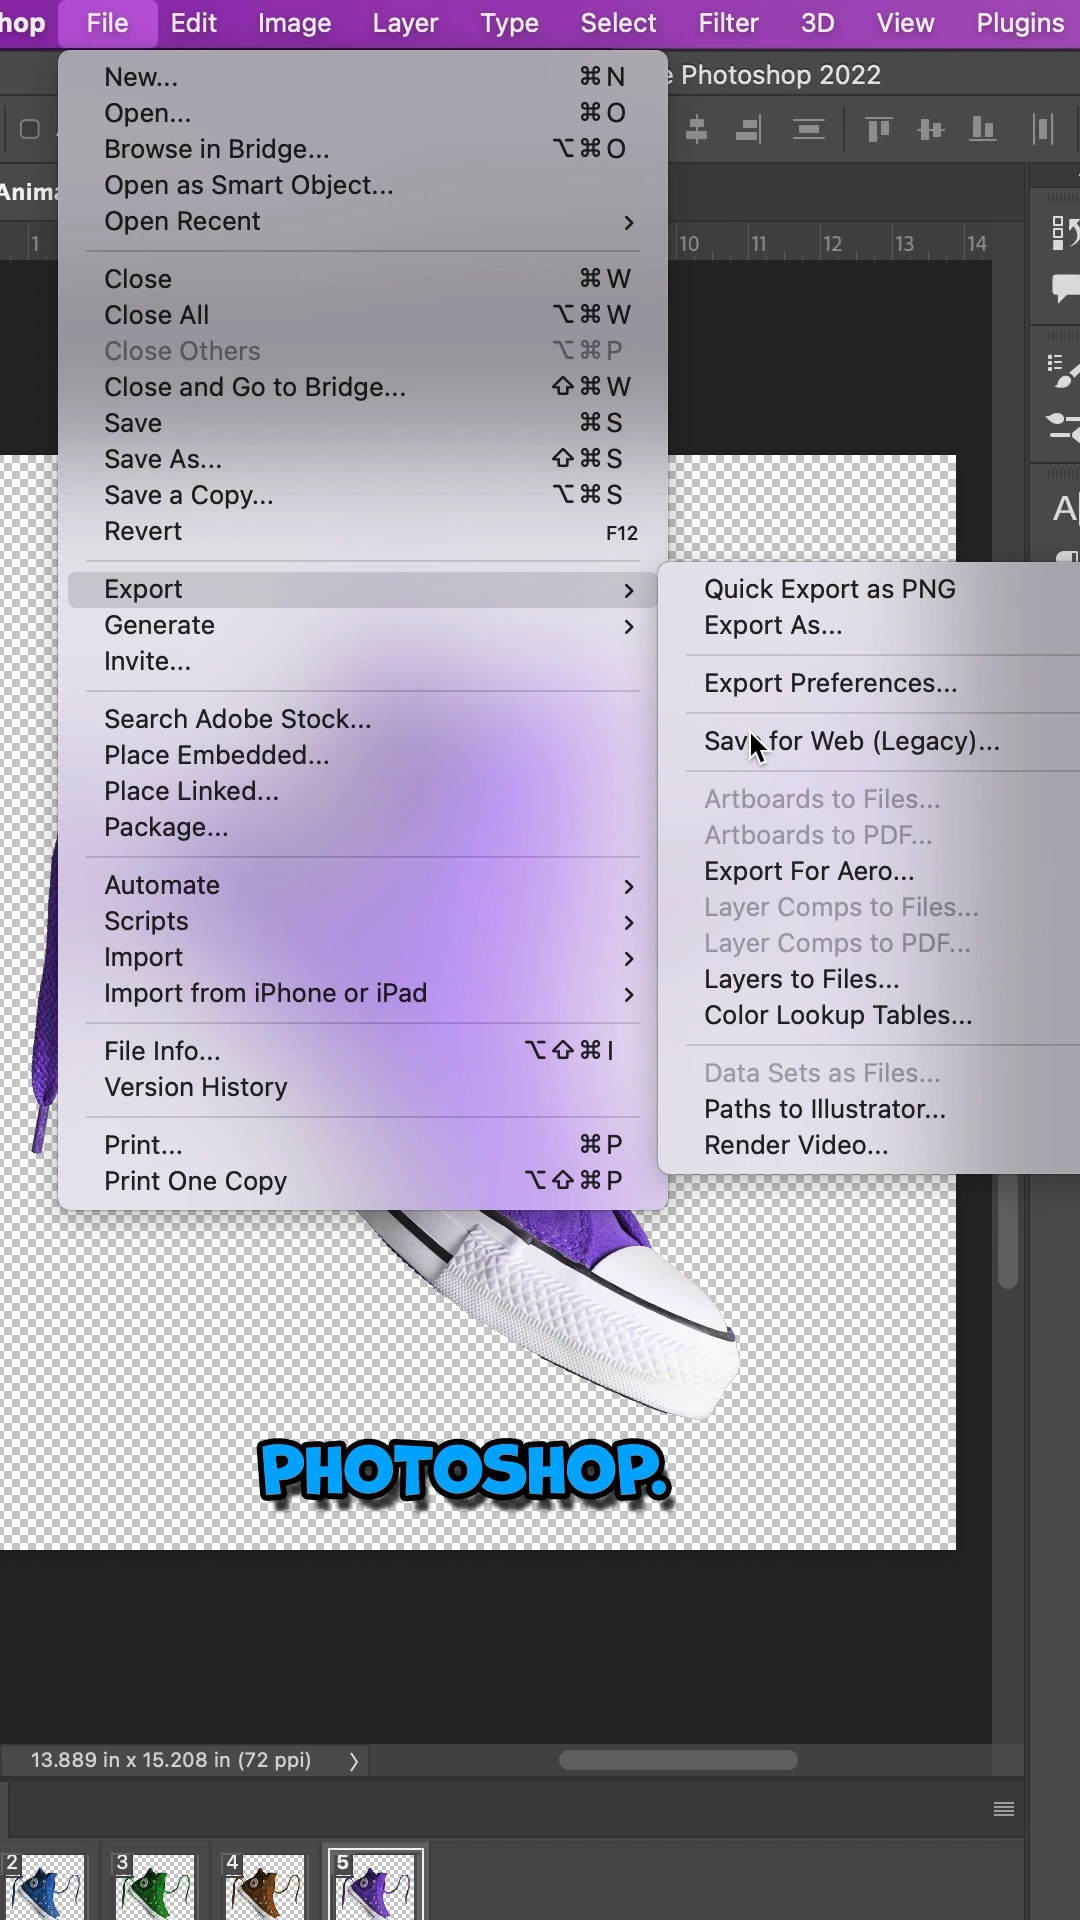 hop File Edit Image Layer Type Select Filter 3D View Plugins
e Photoshop 2022
Anima
1 10 11 12 13 14
New... ⌘N
Open... ⌘O
Browse in Bridge... ⌥⌘O
Open as Smart Object...
Open Recent >
Close ⌘W
Close All ⌥⌘W
Close Others ⌥⌘P
Close and Go to Bridge... ⇧⌘W
Save ⌘S
Save As... ⇧⌘S
Save a Copy... ⌥⌘S
Revert F12
Export >
Generate >
Invite...
Search Adobe Stock...
Place Embedded...
Place Linked...
Package...
Automate >
Scripts >
Import >
Import from iPhone or iPad >
File Info... ⌥⇧⌘I
Version History
Print... ⌘P
Print One Copy ⌥⇧⌘P
Quick Export as PNG
Export As...
Export Preferences...
Save for Web (Legacy)...
Artboards to Files...
Artboards to PDF...
Export For Aero...
Layer Comps to Files...
Layer Comps to PDF...
Layers to Files...
Color Lookup Tables...
Data Sets as Files...
Paths to Illustrator...
Render Video...
A
PHOTOSHOP.
13.889 in x 15.208 in (72 ppi) >
2 3 4 5